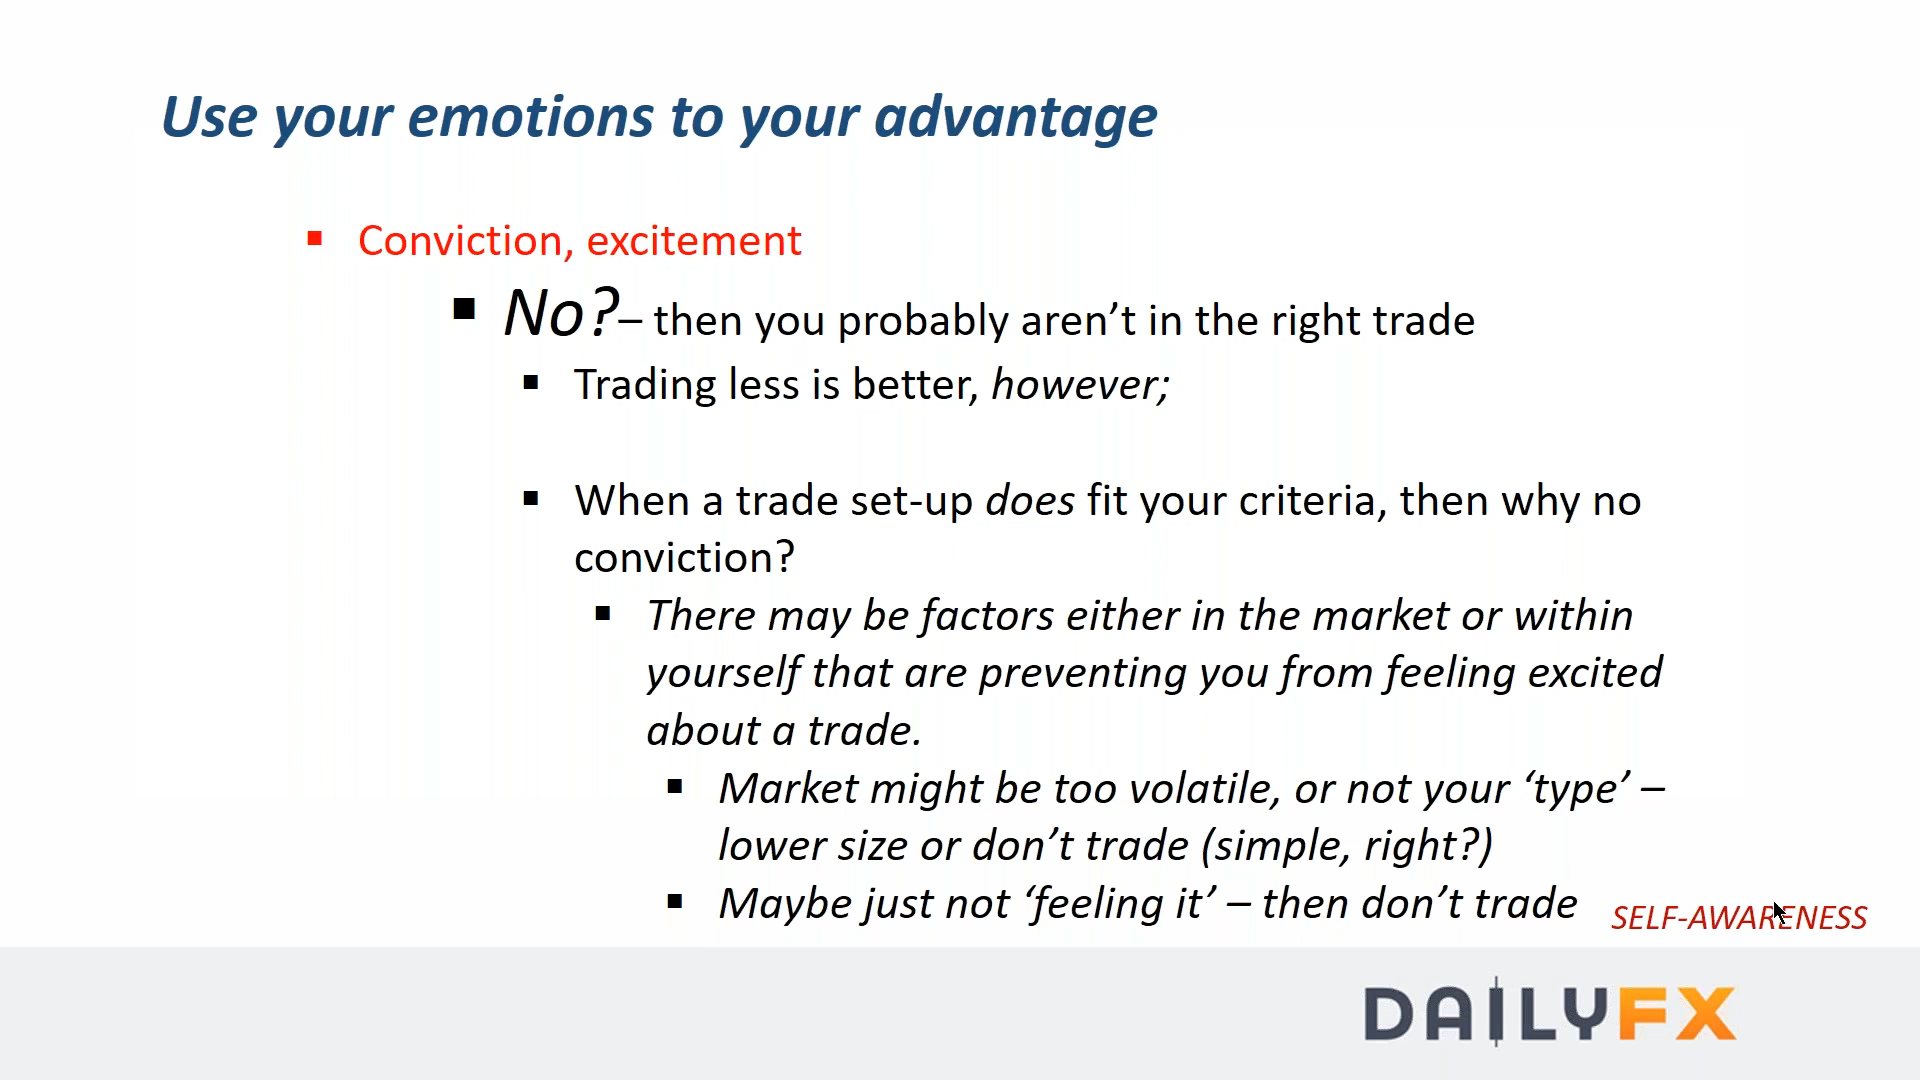 Use your emotions to your advantage
Conviction, excitement
No?– then you probably aren’t in the right trade
Trading less is better, however;
When a trade set-up does fit your criteria, then why no
conviction?
There may be factors either in the market or within
yourself that are preventing you from feeling excited
about a trade.
Market might be too volatile, or not your ‘type’ –
lower size or don’t trade (simple, right?)
Maybe just not ‘feeling it’ – then don’t trade
SELF-AWARENESS
DAILYFX